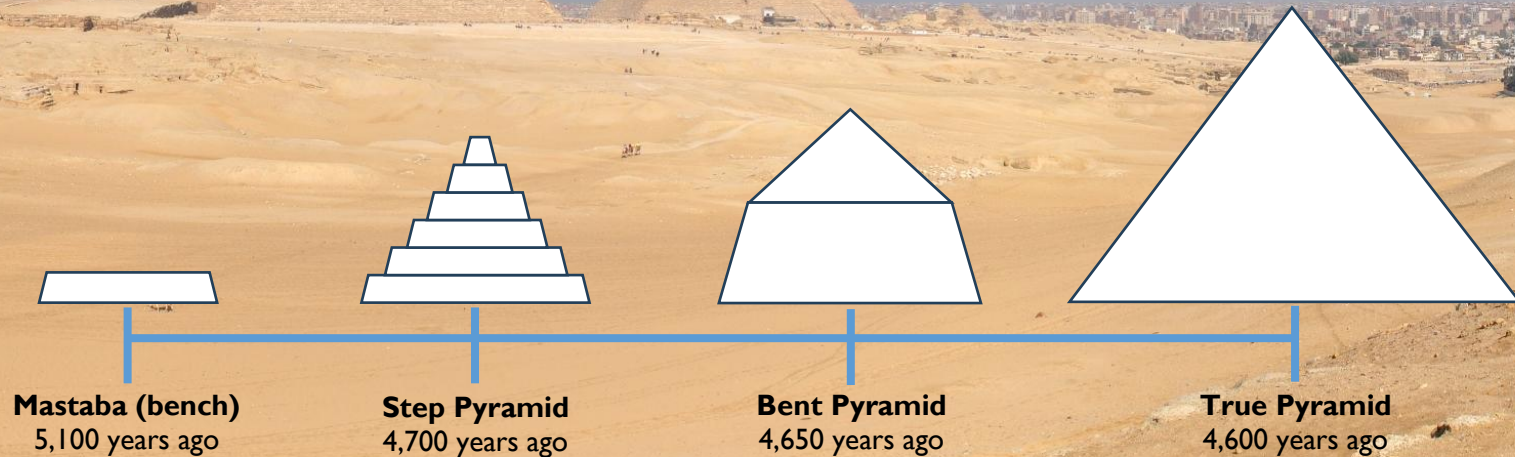 Mastaba (bench)
5,100 years ago
Step Pyramid
4,700 years ago
Bent Pyramid
4,650 years ago
True Pyramid
4,600 years ago